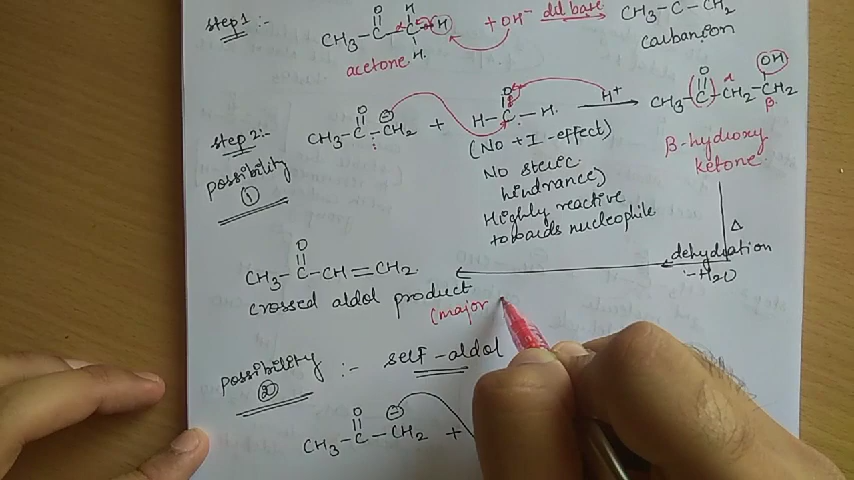 step 1 :-
O H
CH₃-C-C-H + OH⁻ dil base CH₃-C-CH₂
H.
acetone
carbanion
step 2:-
O ⊖ O O OH
CH₃-C-CH₂ + H-C-H. H⁺ CH₃-C-CH₂-CH₂
α β
possibility
①
(No + I-effect)
No steric
hindrance)
Highly reactive
towards nucleophile
β-hydroxy
ketone.
Δ
dehydration
:-H₂O
O
CH₃-C-CH=CH₂.
crossed aldol product
(major
possibility
②
:- self-aldol
O ⊖
CH₃-C-CH₂ +